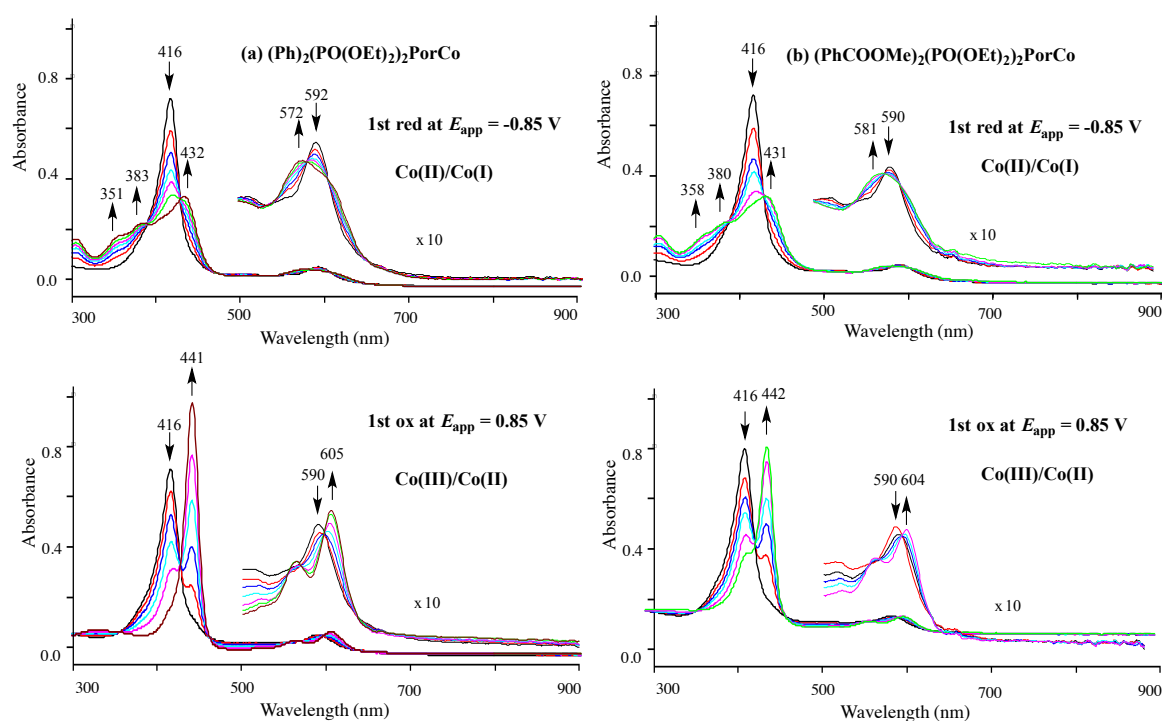 (a) (Ph)2(PO(OEt)2)2PorCo
416
0.8
Absorbance
572
592
1st red at Eapp = -0.85 V
432
383
351
Co(II)/Co(I)
0.4
x 10
0.0
300
500
700
900
Wavelength (nm)
(b) (PhCOOMe)2(PO(OEt)2)2PorCo
416
0.8
Absorbance
581
590
1st red at Eapp = -0.85 V
431
380
358
Co(II)/Co(I)
0.4
x 10
0.0
300
500
700
900
Wavelength (nm)
441
416
1st ox at Eapp = 0.85 V
0.8
Absorbance
590
605
Co(III)/Co(II)
0.4
x 10
0.0
300
500
700
900
Wavelength (nm)
416
442
1st ox at Eapp = 0.85 V
0.8
Absorbance
590
604
Co(III)/Co(II)
0.4
x 10
0.0
300
500
700
900
Wavelength (nm)